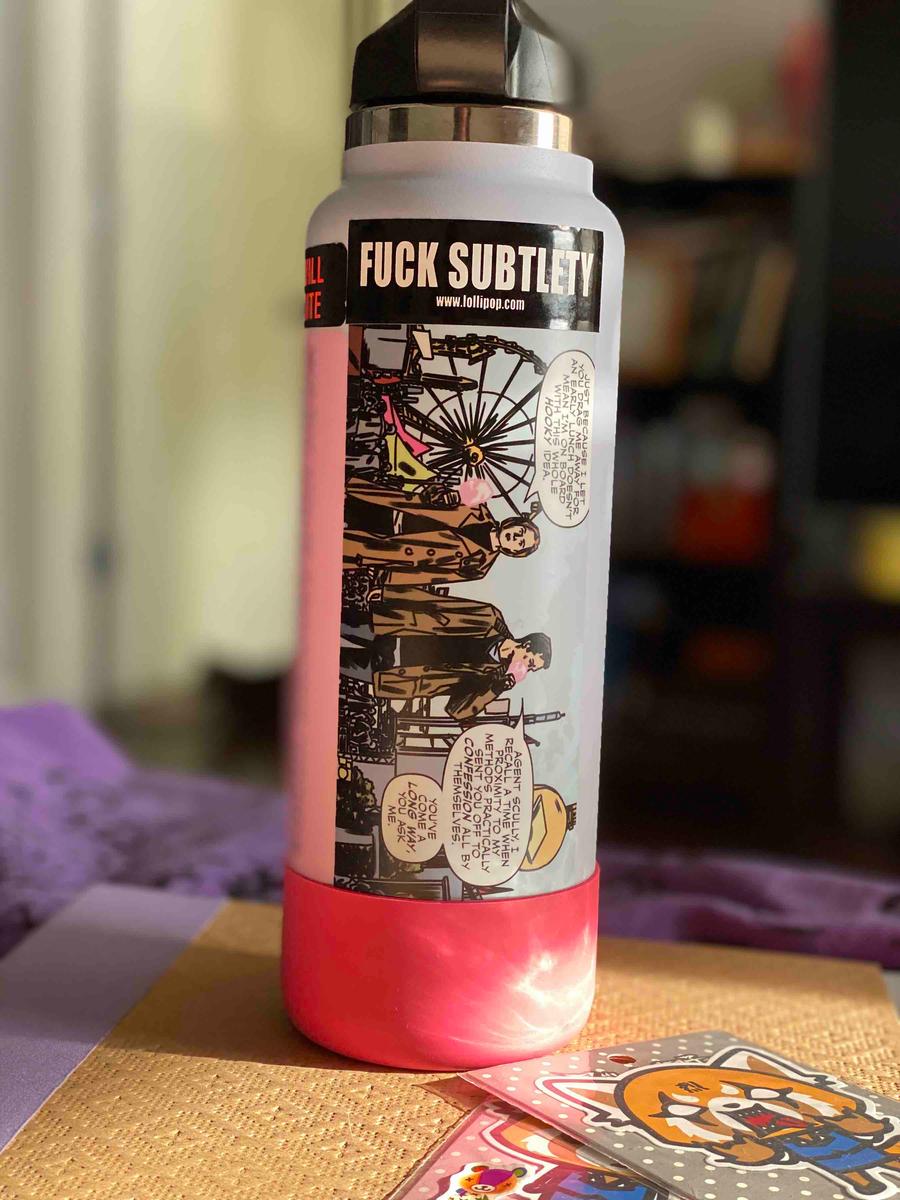 FUCK SUBTLETY
www.lollipop.com
JUST BECAUSE I LET
YOU DRAG ME AWAY FOR
AN EARLY LUNCH DOESN'T
MEAN I'M ON BOARD
WITH THIS WHOLE
HOOKY IDEA.
AGENT SCULLY, I
RECALL A TIME WHEN
PROXIMITY TO MY
METHODS PRACTICALLY
SENT YOU OFF TO
CONFESSION ALL BY
THEMSELVES.
YOU'VE
COME A
LONG WAY,
YOU ASK
ME.